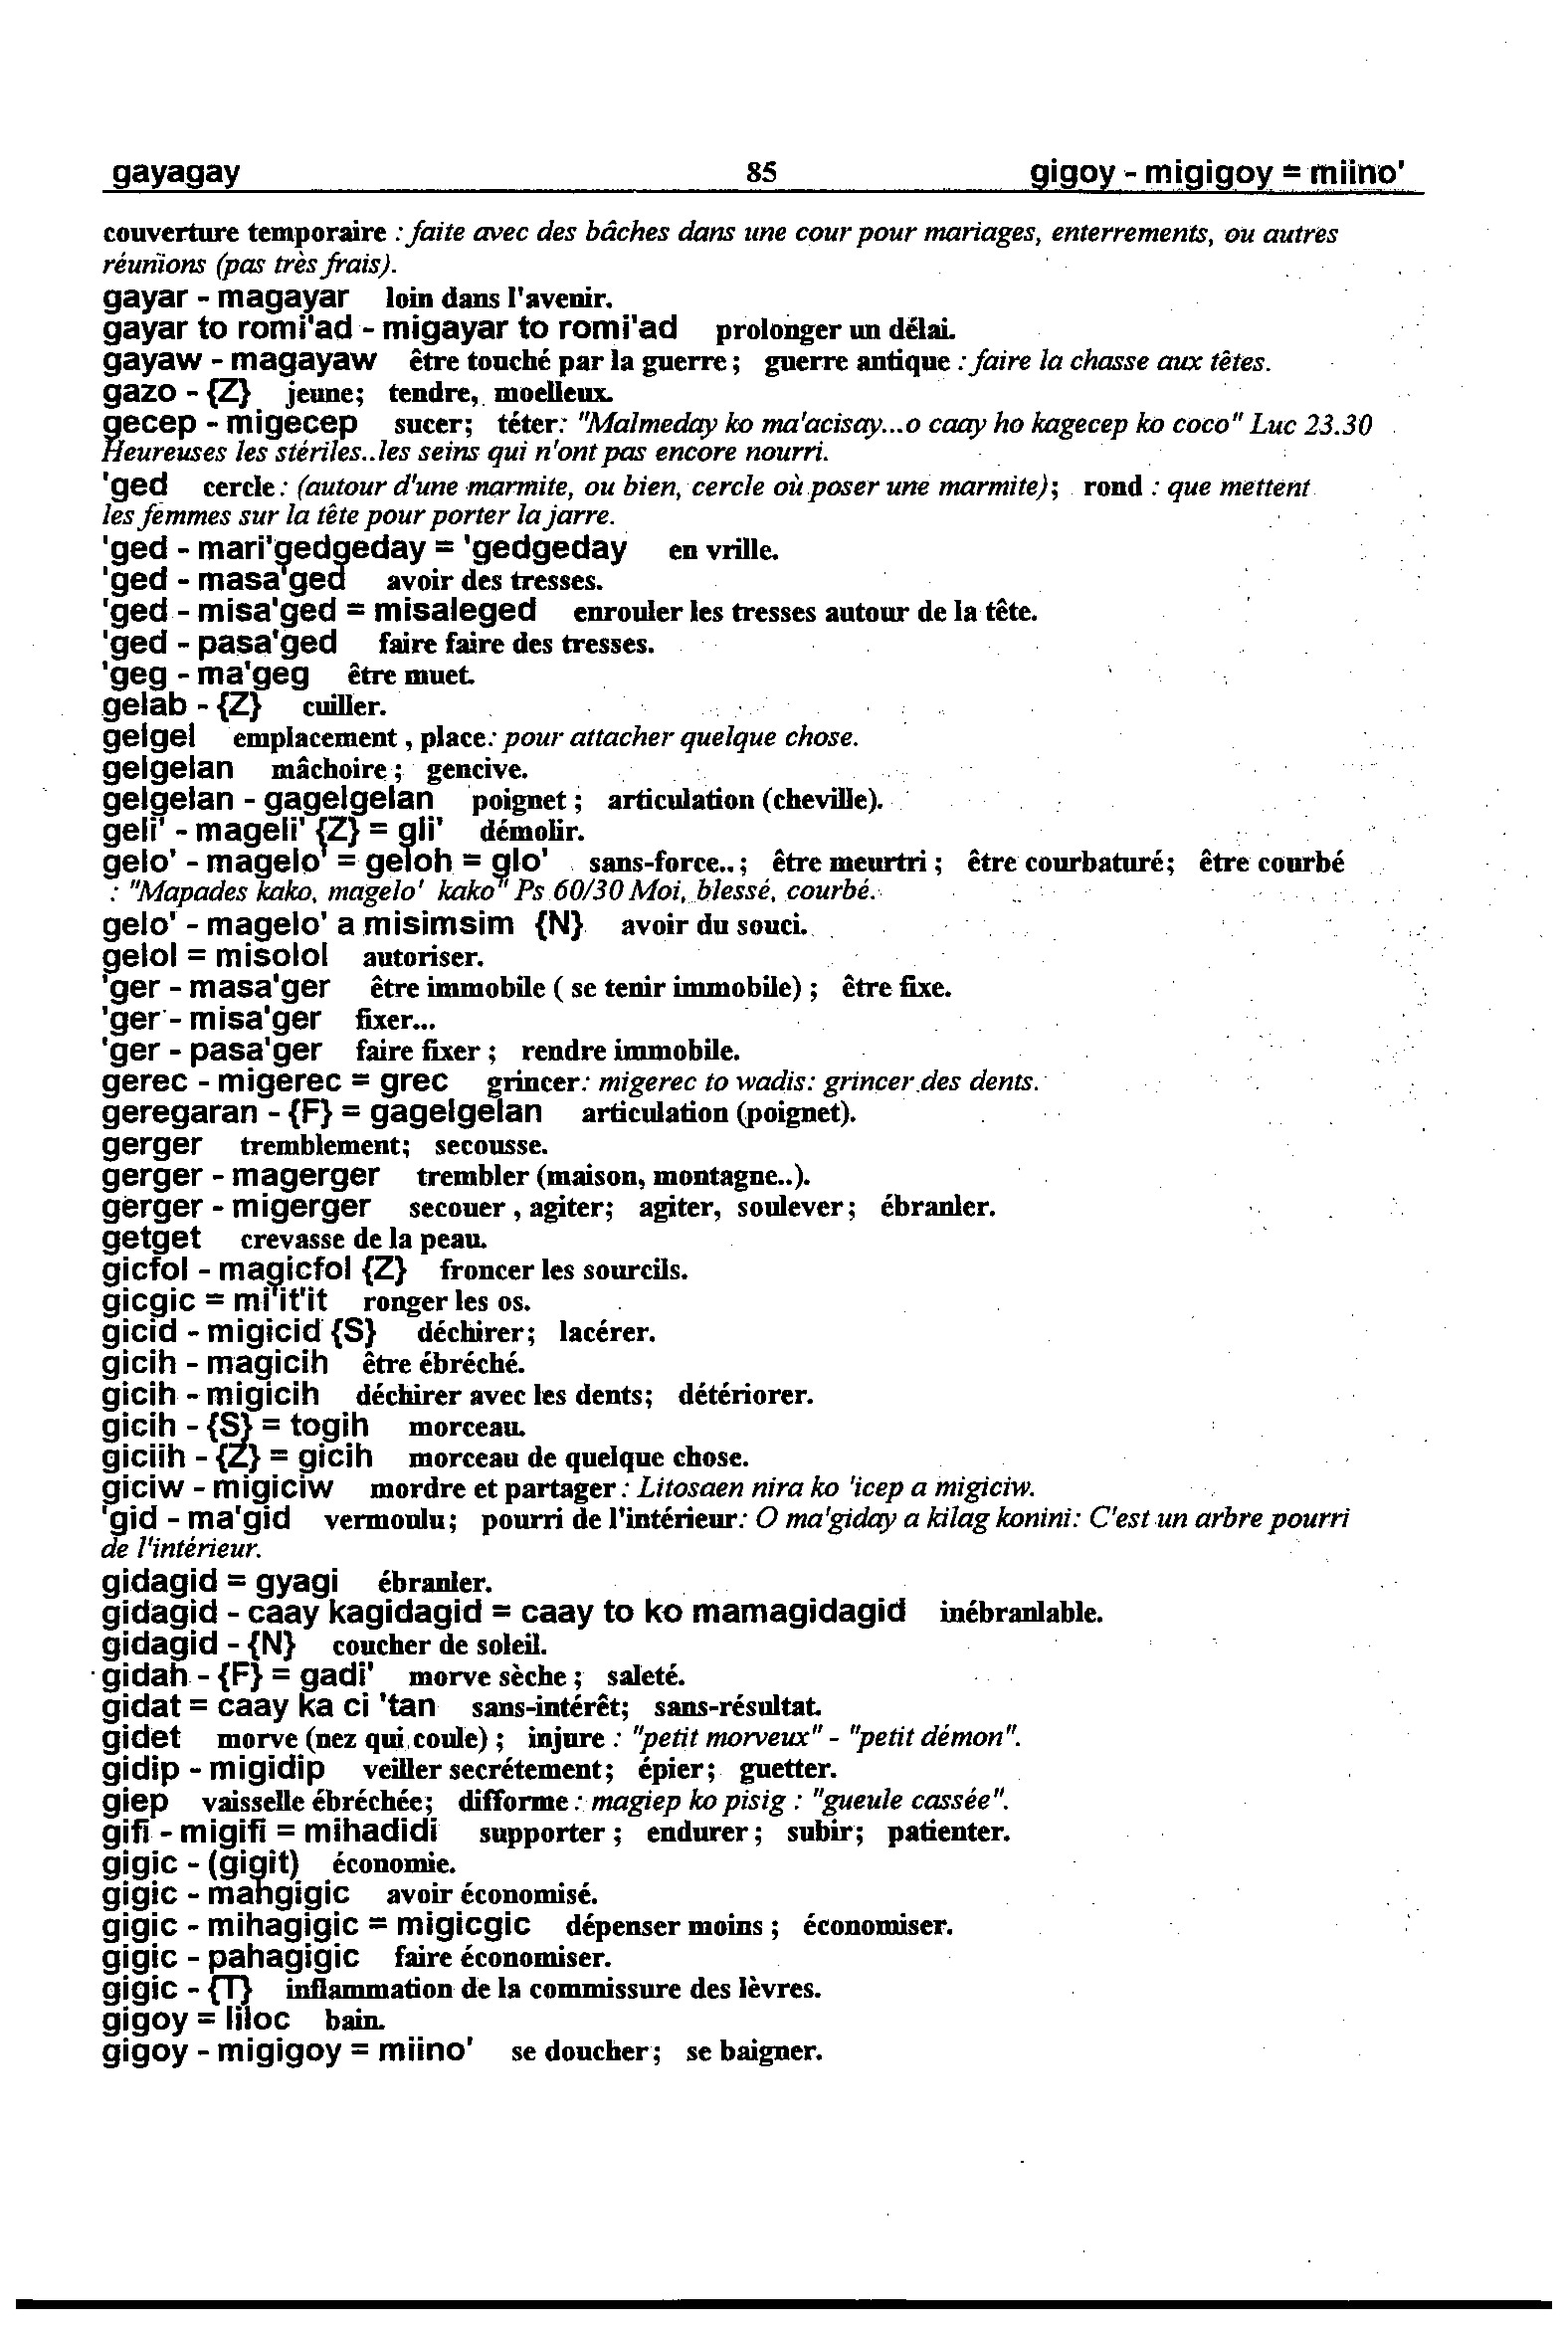 gayagay 85 gigoy - migigoy = miino'
couverture temporaire : faite avec des bâches dans une cour pour mariages, enterrements, ou autres
réunions (pas très frais).
gayar - magayar loin dans l'avenir.
gayar to romi'ad - migayar to romi'ad prolonger un délai.
gayaw - magayaw être touché par la guerre ; guerre antique : faire la chasse aux têtes.
gazo - {Z} jeune; tendre, moelleux.
gecep - migecep sucer; téter: "Malmeday ko ma'acisay...o caay ho kagecep ko coco" Luc 23.30
Heureuses les stériles..les seins qui n'ont pas encore nourri.
'ged cercle : (autour d'une marmite, ou bien, cercle où poser une marmite) ; rond : que mettent
les femmes sur la tête pour porter la jarre.
'ged - mari'gedgeday = 'gedgeday en vrille.
'ged - masa'ged avoir des tresses.
'ged - misa'ged = misaleged enrouler les tresses autour de la tête.
'ged - pasa'ged faire faire des tresses.
'geg - ma'geg être muet.
gelab - {Z} cuiller.
gelgel emplacement , place: pour attacher quelque chose.
gelgelan mâchoire ; gencive.
gelgelan - gagelgelan poignet ; articulation (cheville).
geli' - mageli' {Z} = gli' démolir.
gelo' - magelo' = geloh = glo' sans-force.. ; être meurtri ; être courbaturé; être courbé
: "Mapades kako, magelo' kako" Ps 60/30 Moi, blessé, courbé.
gelo' - magelo' a misimsim {N} avoir du souci.
gelol = misolol autoriser.
'ger - masa'ger être immobile ( se tenir immobile) ; être fixe.
'ger - misa'ger fixer...
'ger - pasa'ger faire fixer ; rendre immobile.
gerec - migerec = grec grincer: migerec to wadis: grincer des dents.
geregaran - {F} = gagelgelan articulation (poignet).
gerger tremblement; secousse.
gerger - magerger trembler (maison, montagne..).
gerger - migerger secouer , agiter; agiter, soulever ; ébranler.
getget crevasse de la peau.
gicfol - magicfol {Z} froncer les sourcils.
gicgic = mi'it'it ronger les os.
gicid - migicid {S} déchirer; lacérer.
gicih - magicih être ébréché.
gicih - migicih déchirer avec les dents; détériorer.
gicih - {S} = togih morceau.
giciih - {Z} = gicih morceau de quelque chose.
giciw - migiciw mordre et partager : Litosaen nira ko 'icep a migiciw.
'gid - ma'gid vermoulu; pourri de l'intérieur: O ma'giday a kilag konini: C'est un arbre pourri
de l'intérieur.
gidagid = gyagi ébranler.
gidagid - caay kagidagid = caay to ko mamagidagid inébranlable.
gidagid - {N} coucher de soleil.
gidah - {F} = gadi' morve sèche ; saleté.
gidat = caay ka ci 'tan sans-intérêt; sans-résultat.
gidet morve (nez qui coule) ; injure : "petit morveux" - "petit démon".
gidip - migidip veiller secrétement; épier; guetter.
giep vaisselle ébréchée; difforme : magiep ko pisig : "gueule cassée".
gifi - migifi = mihadidi supporter ; endurer ; subir; patienter.
gigic - (gigit) économie.
gigic - mahgigic avoir économisé.
gigic - mihagigic = migicgic dépenser moins ; économiser.
gigic - pahagigic faire économiser.
gigic - {T} inflammation de la commissure des lèvres.
gigoy = liloc bain.
gigoy - migigoy = miino' se doucher; se baigner.